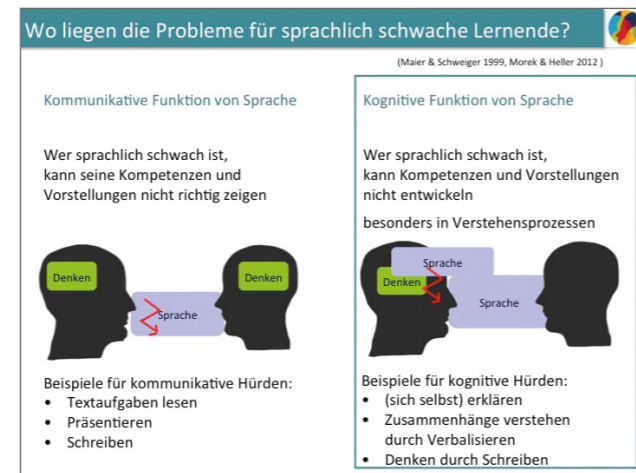 Wo liegen die Probleme für sprachlich schwache Lernende?
(Maier & Schweiger 1999, Morek & Heller 2012 )
Kommunikative Funktion von Sprache
Wer sprachlich schwach ist,
kann seine Kompetenzen und
Vorstellungen nicht richtig zeigen
Denken
Denken
Sprache
Beispiele für kommunikative Hürden:
• Textaufgaben lesen
• Präsentieren
• Schreiben
Kognitive Funktion von Sprache
Wer sprachlich schwach ist,
kann Kompetenzen und Vorstellungen
nicht entwickeln
besonders in Verstehensprozessen
Sprache
Denken
Sprache
Beispiele für kognitive Hürden:
• (sich selbst) erklären
• Zusammenhänge verstehen
durch Verbalisieren
• Denken durch Schreiben